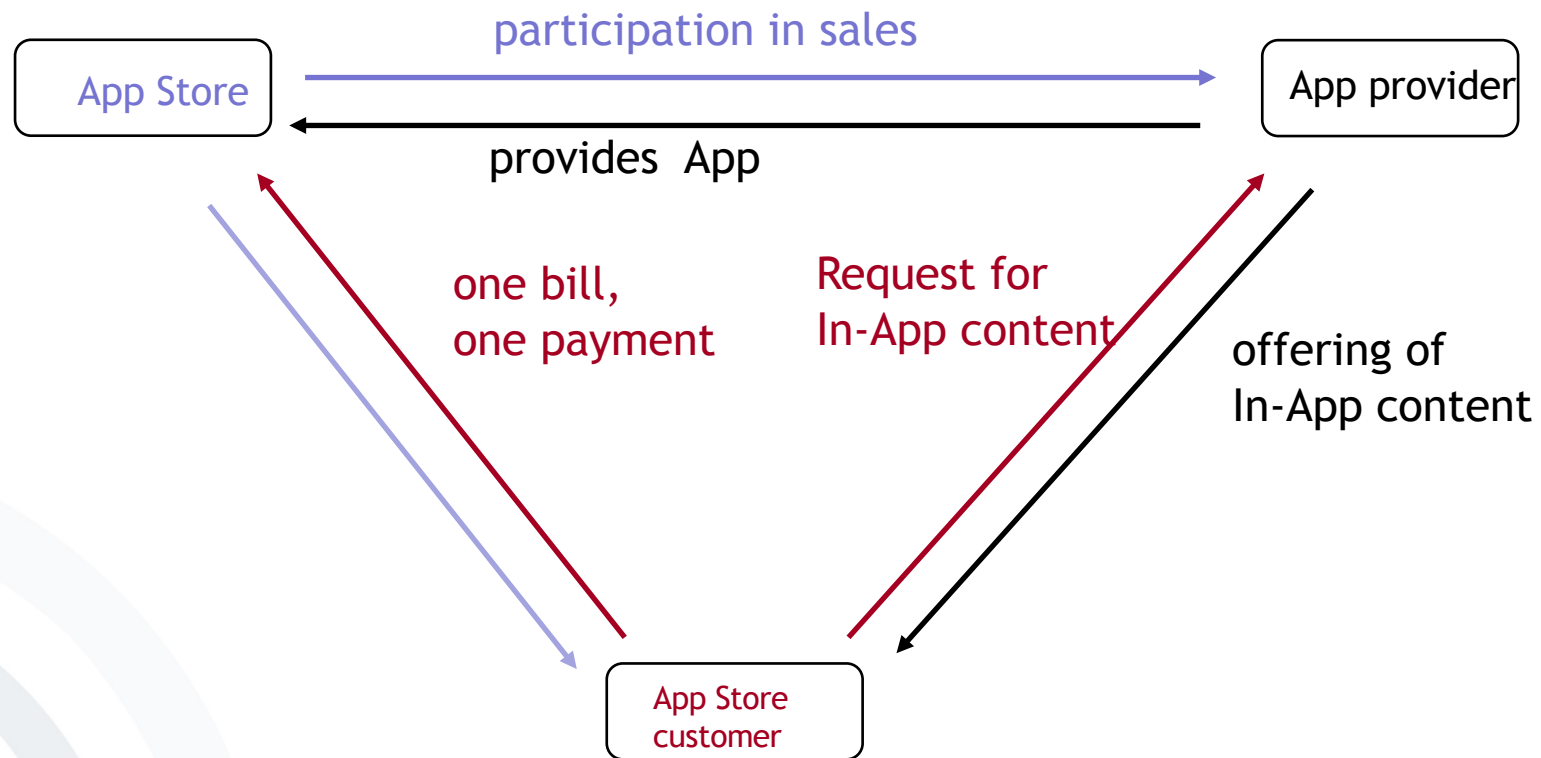 participation in sales
App Store
App provider
provides App
one bill,
one payment
Request for
In-App content
offering of
In-App content
App Store
customer